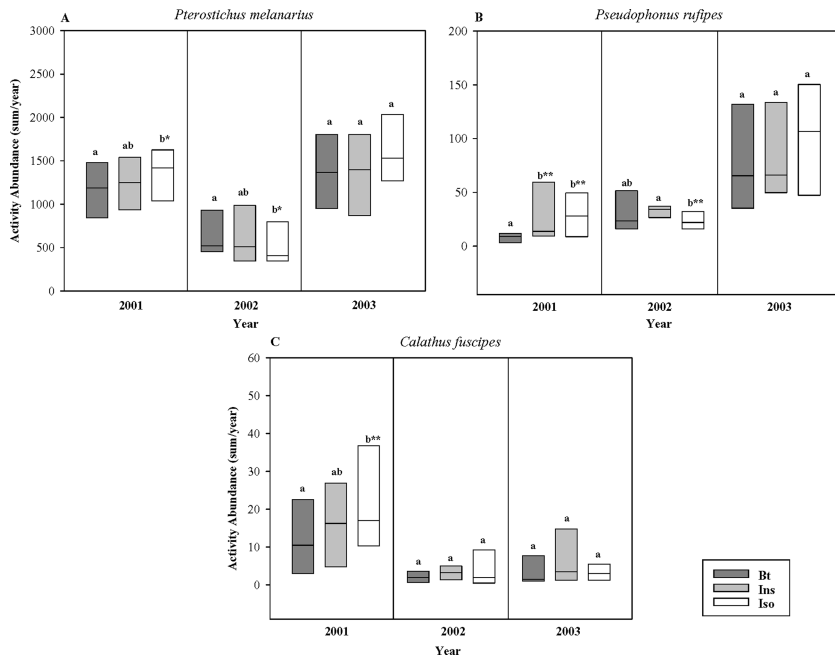 A
Pterostichus melanarius
Activity Abundance (sum/year)
3000
2500
2000
1500
1000
500
0
a
ab
b*
a
ab
b*
a
a
a
2001
2002
2003
Year
B
Pseudophonus rufipes
200
150
100
50
0
a
b**
b**
ab
a
b**
a
a
a
2001
2002
2003
Year
C
Calathus fuscipes
Activity Abundance (sum/year)
60
50
40
30
20
10
0
a
ab
b**
a
a
a
a
a
a
2001
2002
2003
Year
Bt
Ins
Iso